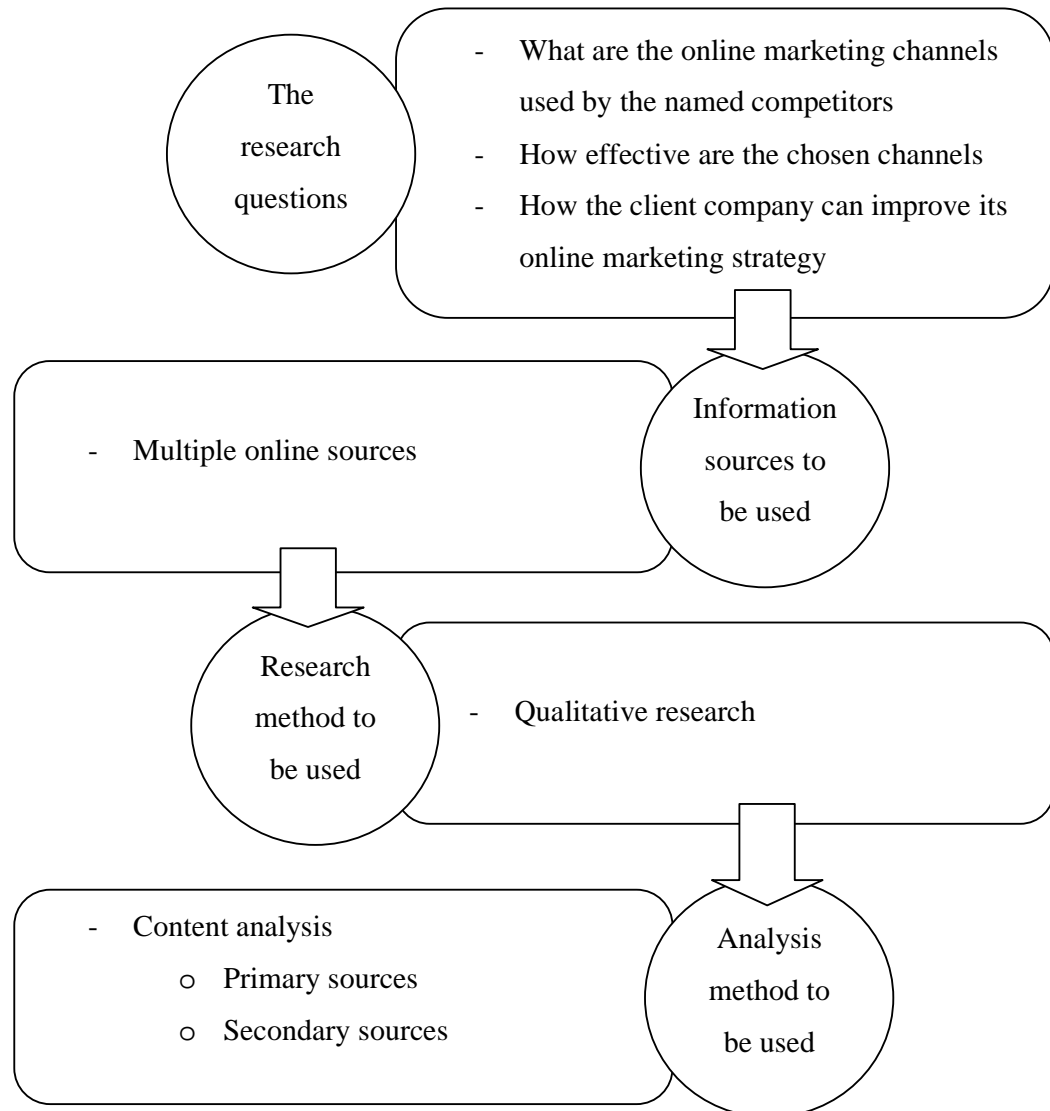 The
research
questions
- What are the online marketing channels
used by the named competitors
- How effective are the chosen channels
- How the client company can improve its
online marketing strategy
Information
sources to
be used
- Multiple online sources
Research
method to
be used
- Qualitative research
Analysis
method to
be used
- Content analysis
o Primary sources
o Secondary sources